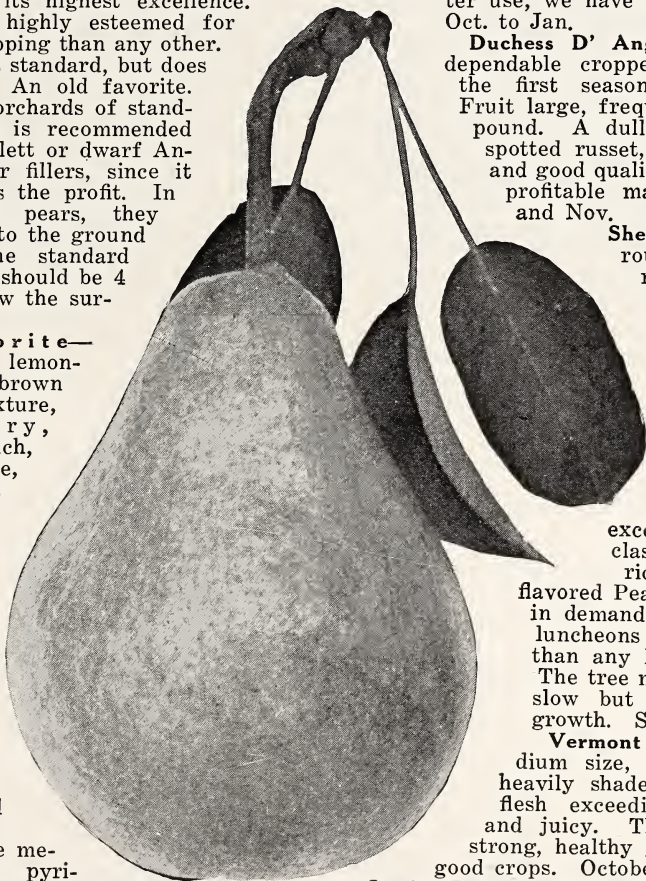 its highest excellence.
highly esteemed for
pping than any other.
standard, but does
An old favorite.
orchards of stand-
is recommended
lett or dwarf An-
r fillers, since it
s the profit. In
pears, they
to the ground
he standard
should be 4
w the sur-
orite—
lemon-
brown
xture,
ry,
ch,
e,
e me-
pyri-
ter use, we have
Oct. to Jan.
Duchess D' An
dependable croppe
the first season
Fruit large, freq
pound. A dull
spotted russet,
and good quali
profitable ma
and Nov.
She
rou
exce
clas
ric
flavored Pea
in demand
luncheons
than any
The tree
slow but
growth. S
Vermont
dium size,
heavily shade
flesh exceedi
and juicy. T
strong, healthy
good crops. Octobe